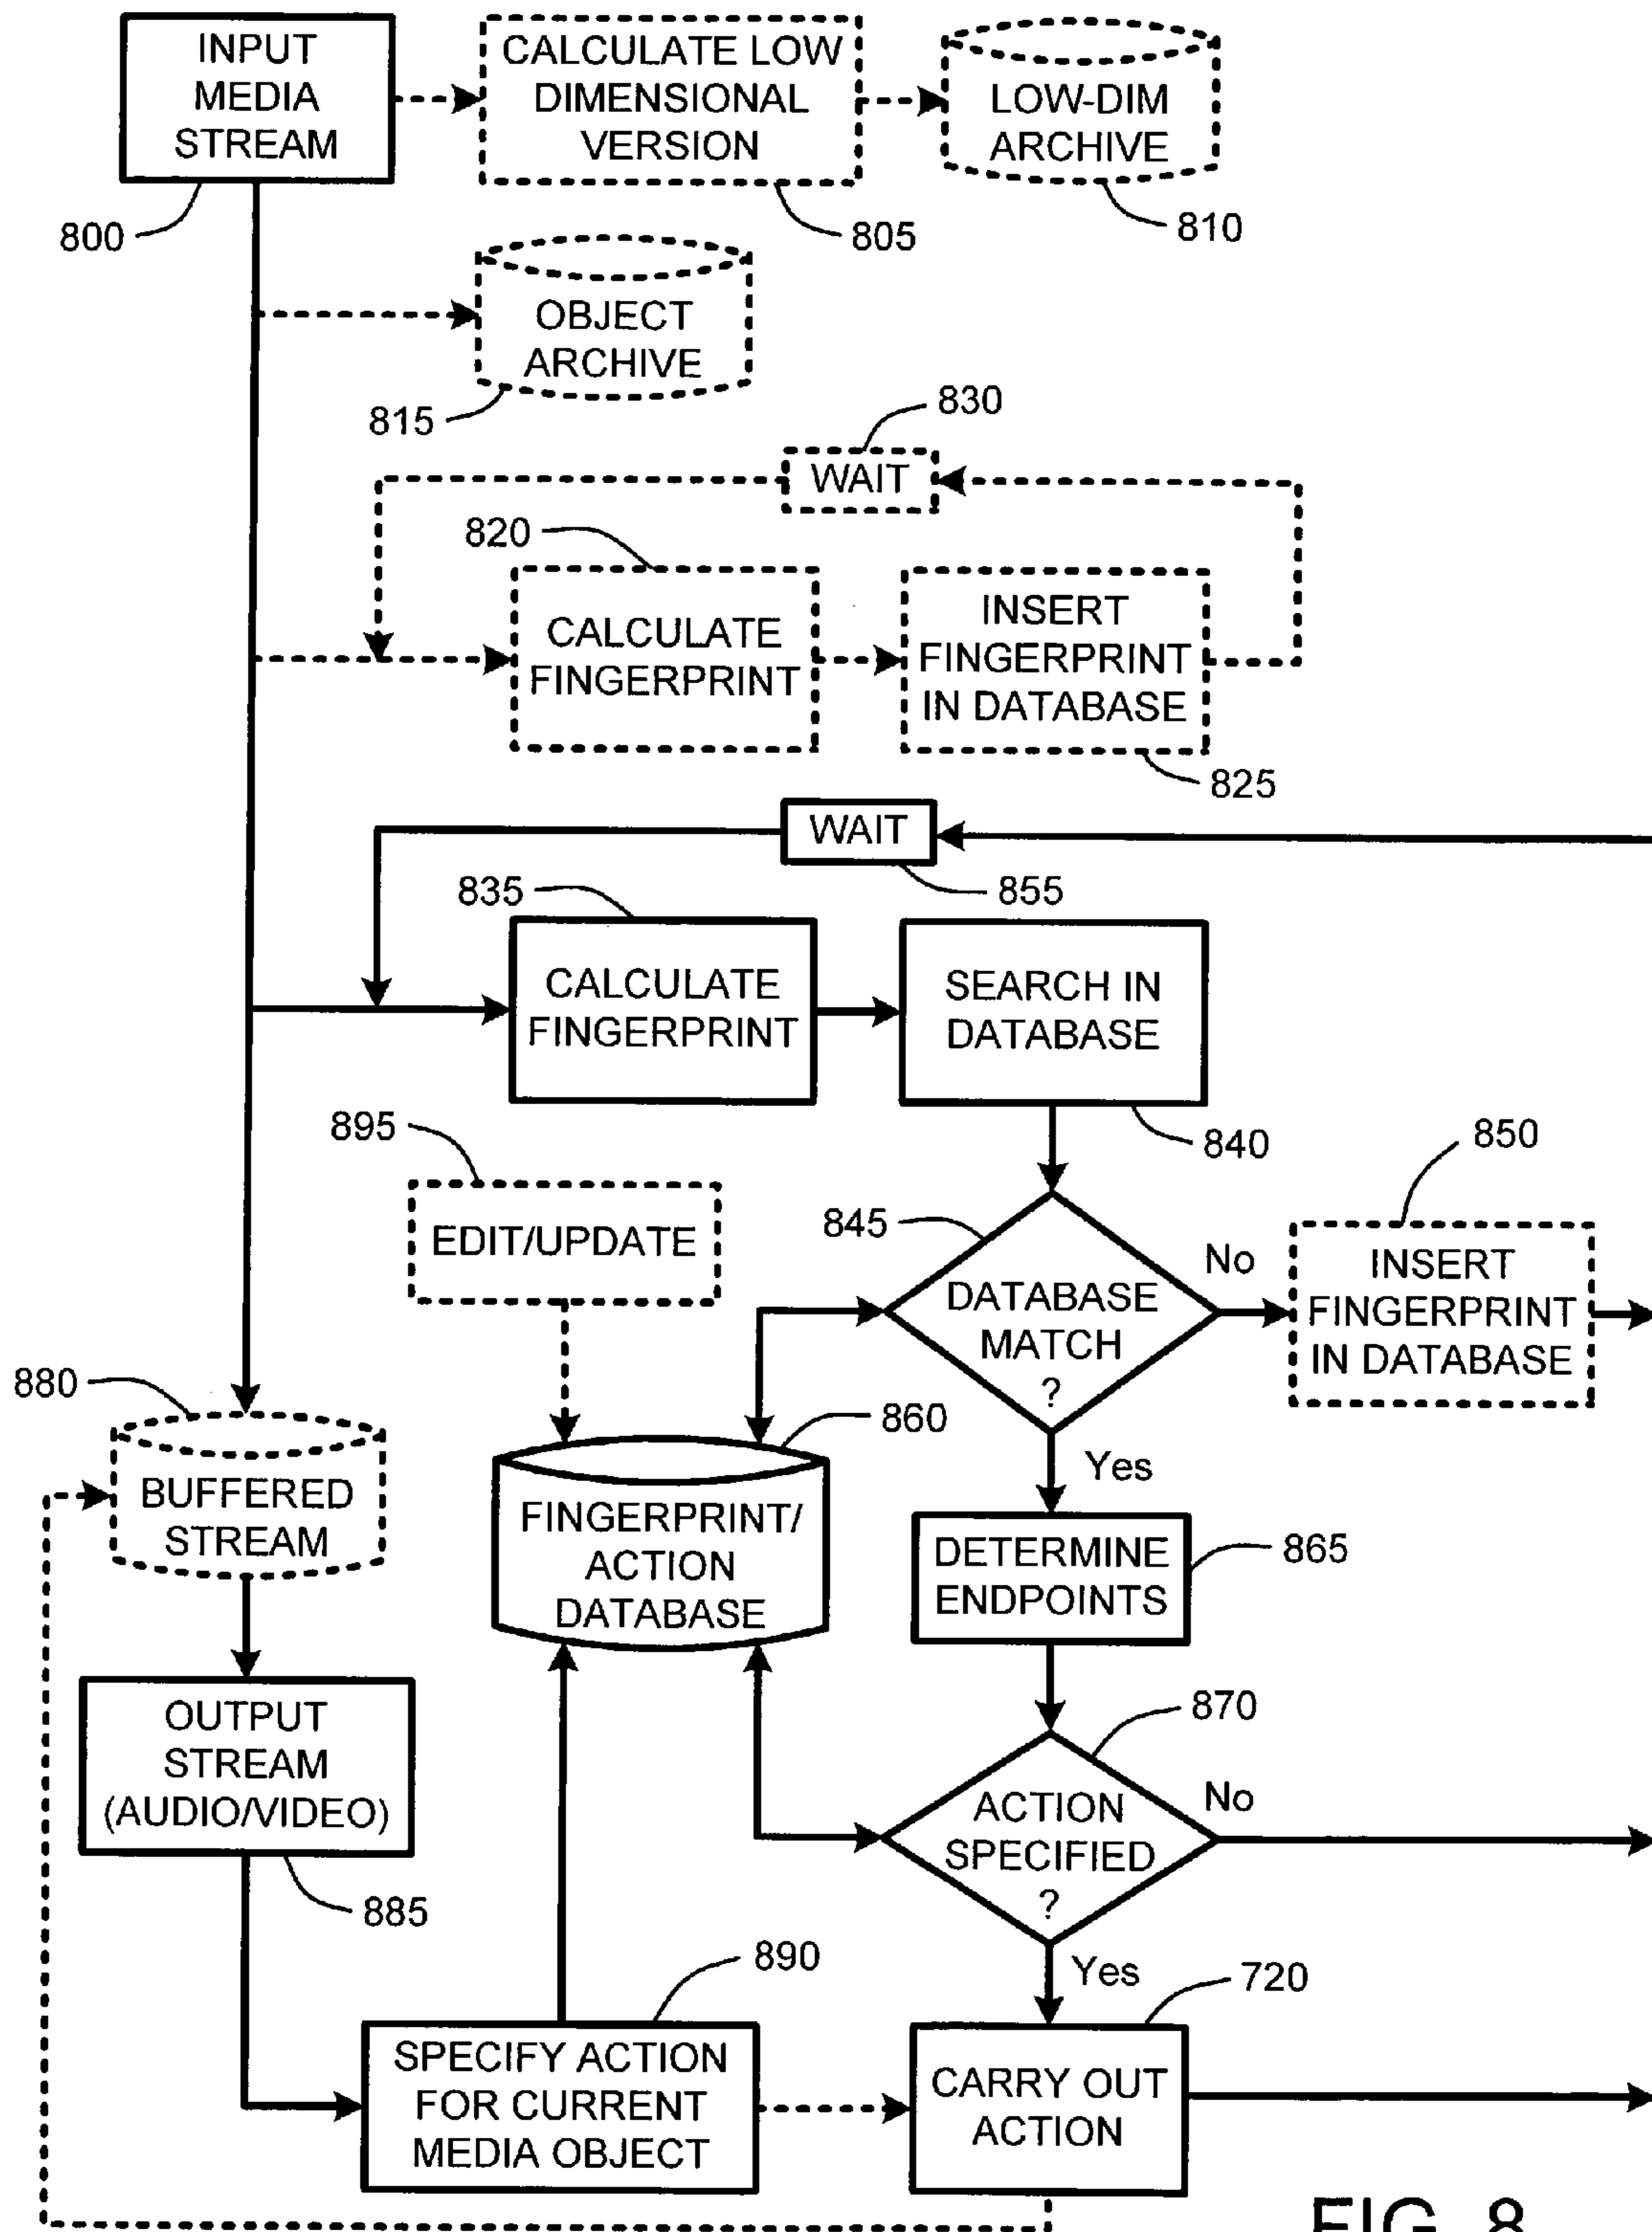 INPUT
MEDIA
STREAM
800
CALCULATE LOW
DIMENSIONAL
VERSION
805
LOW-DIM
ARCHIVE
810
OBJECT
ARCHIVE
815
830
WAIT
820
CALCULATE
FINGERPRINT
INSERT
FINGERPRINT
IN DATABASE
825
WAIT
855
835
CALCULATE
FINGERPRINT
SEARCH IN
DATABASE
840
895
EDIT/UPDATE
845
DATABASE
MATCH
?
No
Yes
850
INSERT
FINGERPRINT
IN DATABASE
880
BUFFERED
STREAM
860
FINGERPRINT/
ACTION
DATABASE
DETERMINE
ENDPOINTS
865
OUTPUT
STREAM
(AUDIO/VIDEO)
885
870
ACTION
SPECIFIED
?
No
Yes
890
SPECIFY ACTION
FOR CURRENT
MEDIA OBJECT
720
CARRY OUT
ACTION
FIG. 8